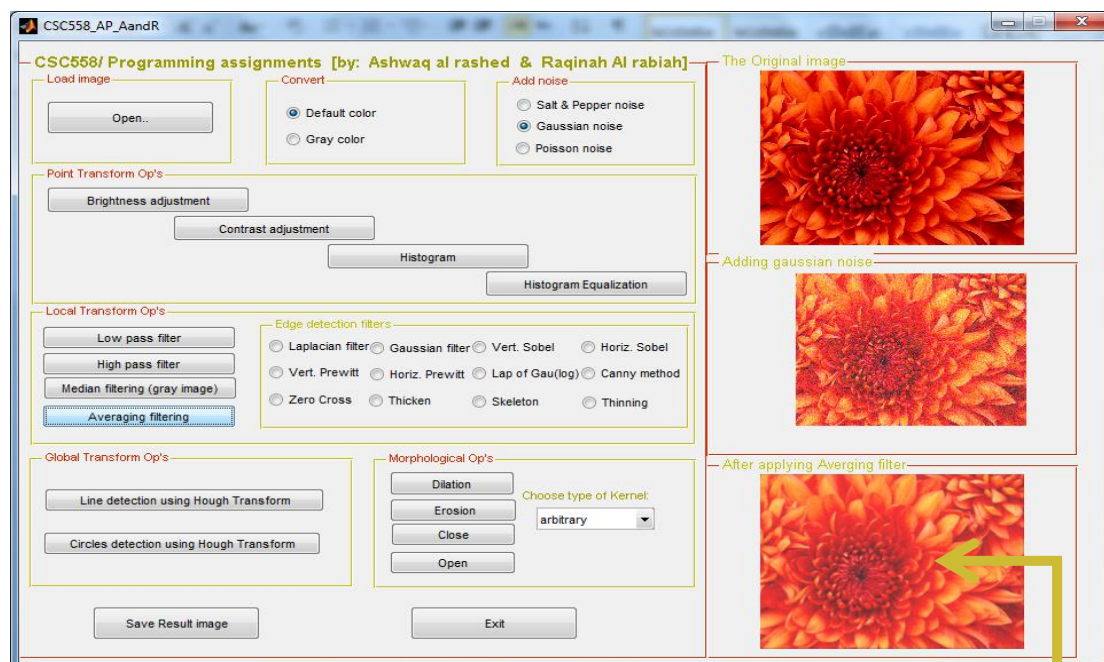 CSC558_AP_AandR
CSC558/ Programming assignments [by: Ashwaq al rashed & Raqinah Al rabiah]
Load image
Open..
Convert
Default color
Gray color
Add noise
Salt & Pepper noise
Gaussian noise
Poisson noise
Point Transform Op's
Brightness adjustment
Contrast adjustment
Histogram
Histogram Equalization
Local Transform Op's
Low pass filter
High pass filter
Median filtering (gray image)
Averaging filtering
Edge detection filters
Laplacian filter Gaussian filter Vert. Sobel Horiz. Sobel
Vert. Prewitt Horiz. Prewitt Lap of Gau(log) Canny method
Zero Cross Thicken Skeleton Thinning
Global Transform Op's
Line detection using Hough Transform
Circles detection using Hough Transform
Morphological Op's
Dilation
Erosion
Close
Open
Choose type of Kernel:
arbitrary
Save Result image
Exit
The Original image
Adding gaussian noise
After applying Averging filter